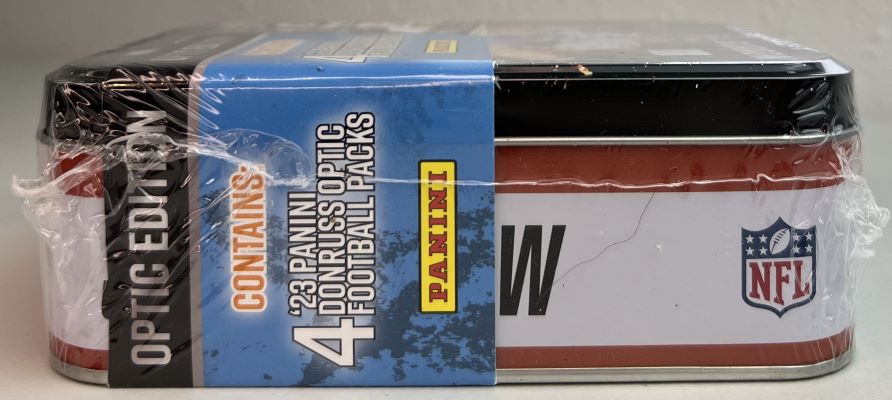 OPTIC EDITION
CONTAINS:
4 '23 PANINI
DONRUSS OPTIC
FOOTBALL PACKS
PANINI
W
NFL